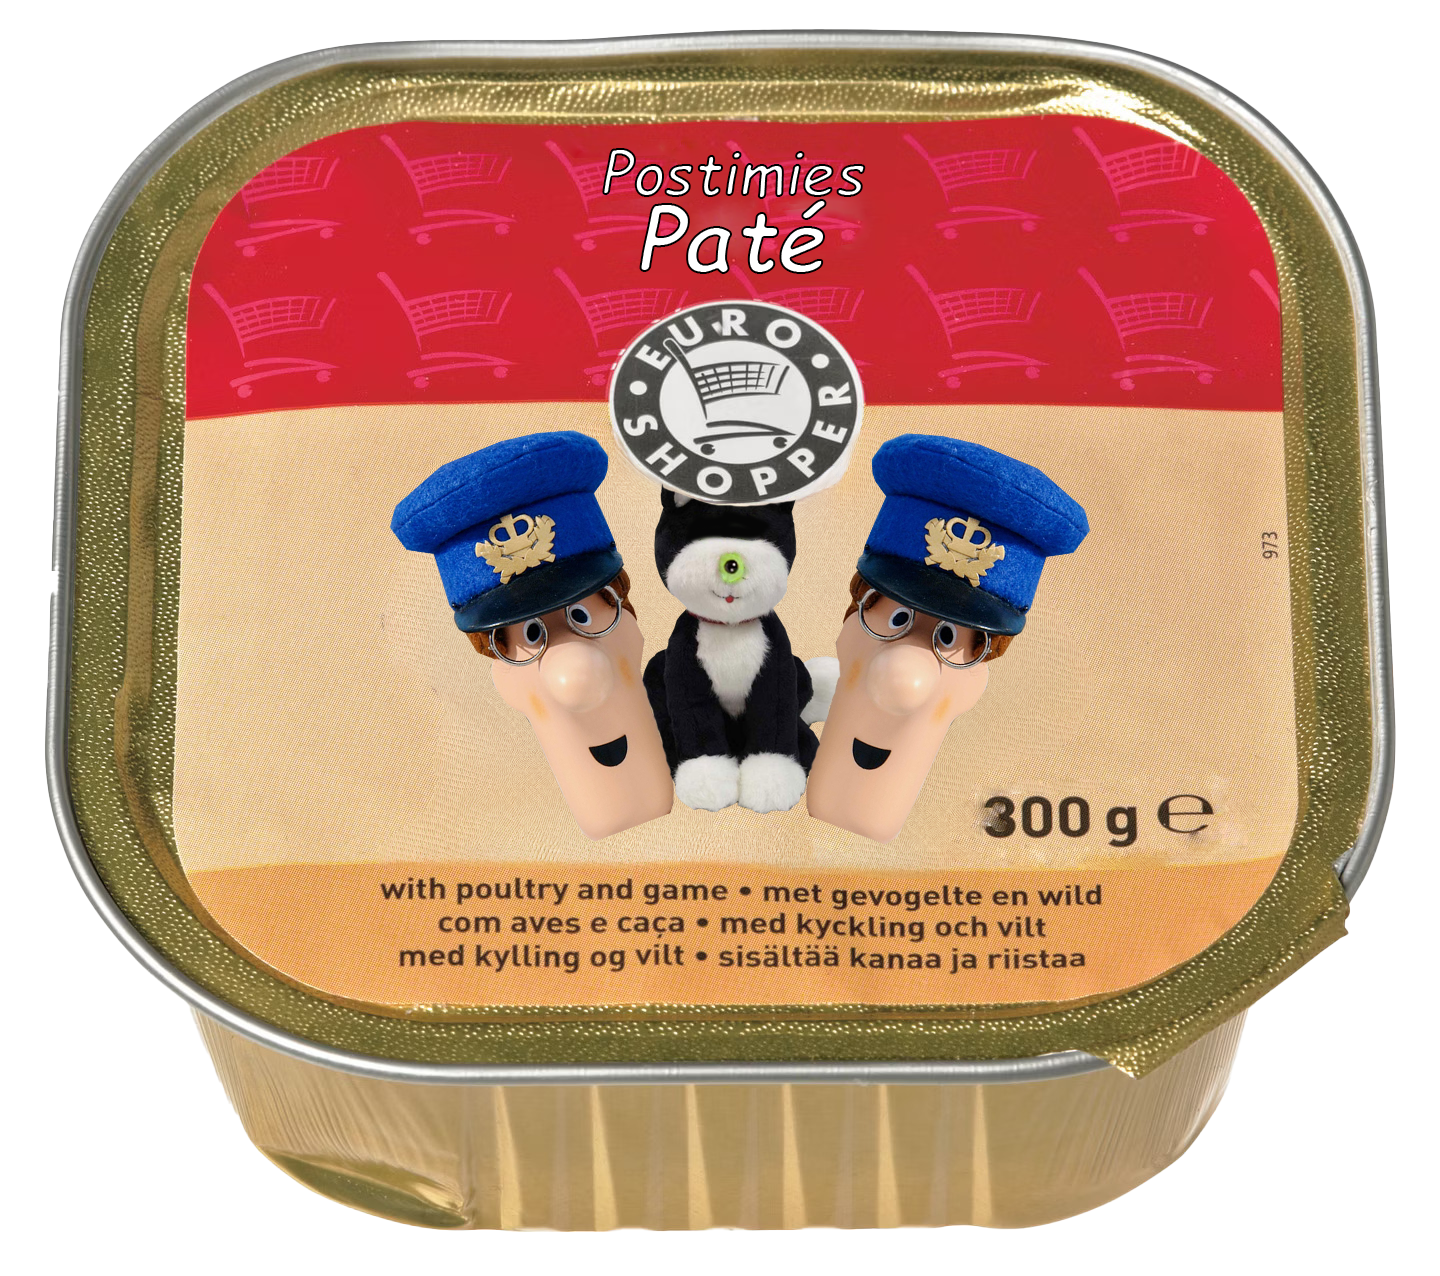 Postimies
Paté
EURO
SHOPPER
973
300 g ℮
with poultry and game • met gevogelte en wild
com aves e caça • med kyckling och vilt
med kylling og vilt • sisältää kanaa ja riistaa